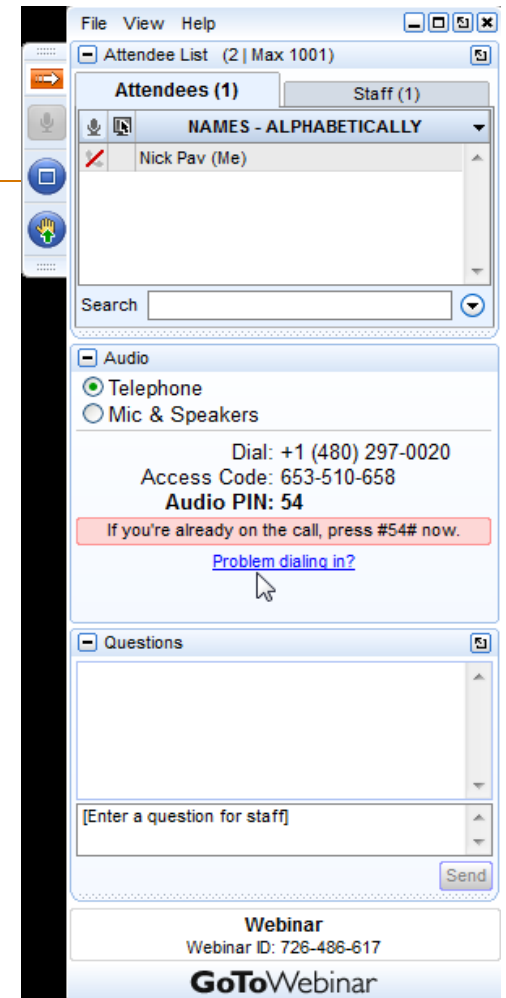 File View Help
Attendee List (2 | Max 1001)
Attendees (1) Staff (1)
NAMES - ALPHABETICALLY
Nick Pav (Me)
Search
Audio
Telephone
Mic & Speakers
Dial: +1 (480) 297-0020
Access Code: 653-510-658
Audio PIN: 54
If you're already on the call, press #54# now.
Problem dialing in?
Questions
[Enter a question for staff]
Send
Webinar
Webinar ID: 726-486-617
GoToWebinar